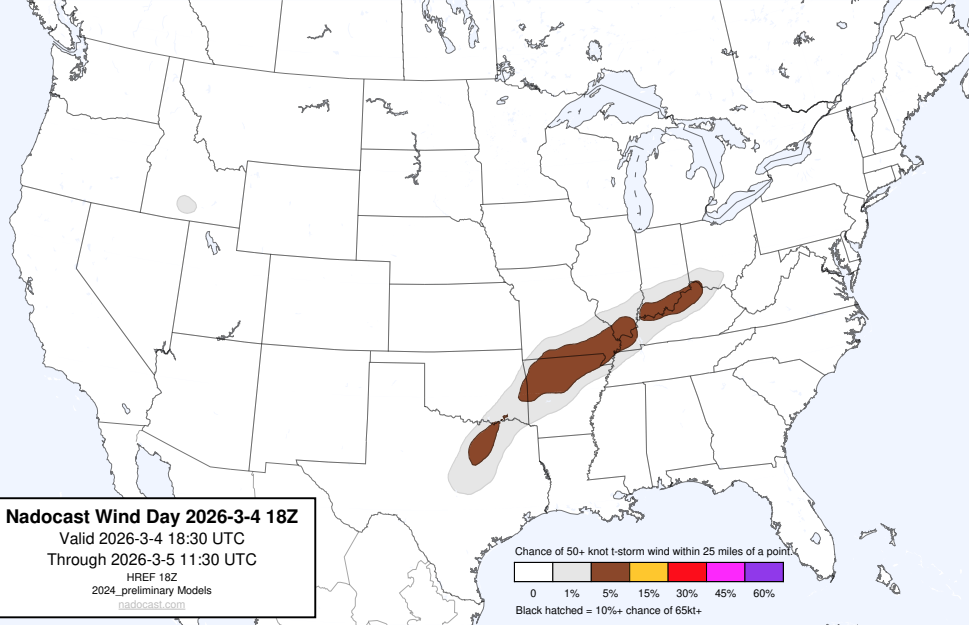 Nadocast Wind Day 2026-3-4 18Z
Valid 2026-3-4 18:30 UTC
Through 2026-3-5 11:30 UTC
HREF 18Z
2024_preliminary Models
nadocast.com
Chance of 50+ knot t-storm wind within 25 miles of a point.
0 1% 5% 15% 30% 45% 60%
Black hatched = 10%+ chance of 65kt+